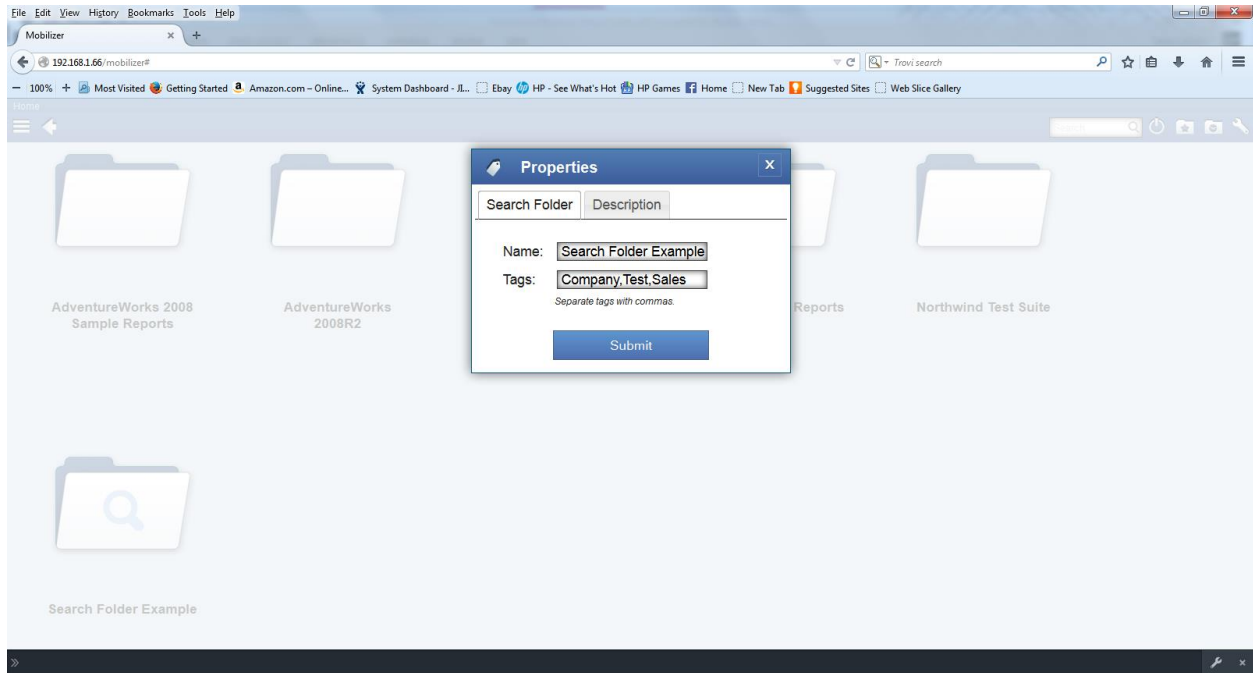 File Edit View History Bookmarks Tools Help
Mobilizer
192.168.1.66/mobilizer#
Trovi search
100% Most Visited Getting Started Amazon.com – Online... System Dashboard - JI... Ebay HP - See What's Hot HP Games Home New Tab Suggested Sites Web Slice Gallery
Home
Properties
Search Folder Description
Name: Search Folder Example
Tags: Company,Test,Sales
Separate tags with commas.
Submit
AdventureWorks 2008
Sample Reports
AdventureWorks
2008R2
Reports
Northwind Test Suite
Search Folder Example